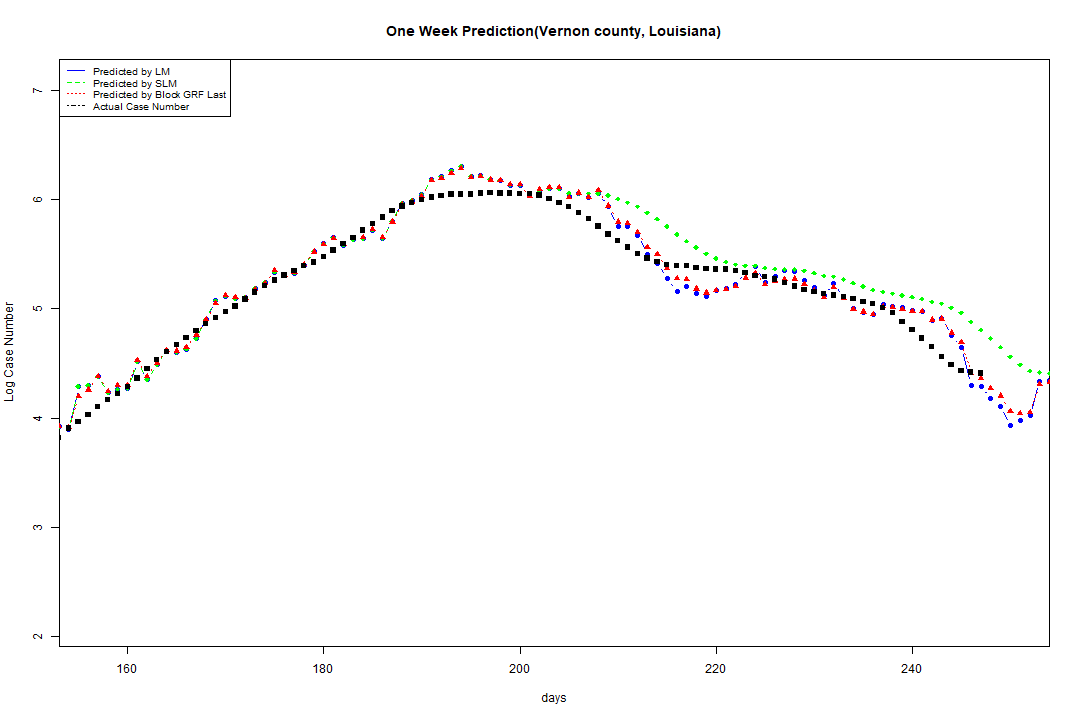 One Week Prediction(Vernon county, Louisiana)
Predicted by LM
Predicted by SLM
Predicted by Block GRF Last
Actual Case Number
7
6
5
4
3
2
Log Case Number
160 180 200 220 240
days